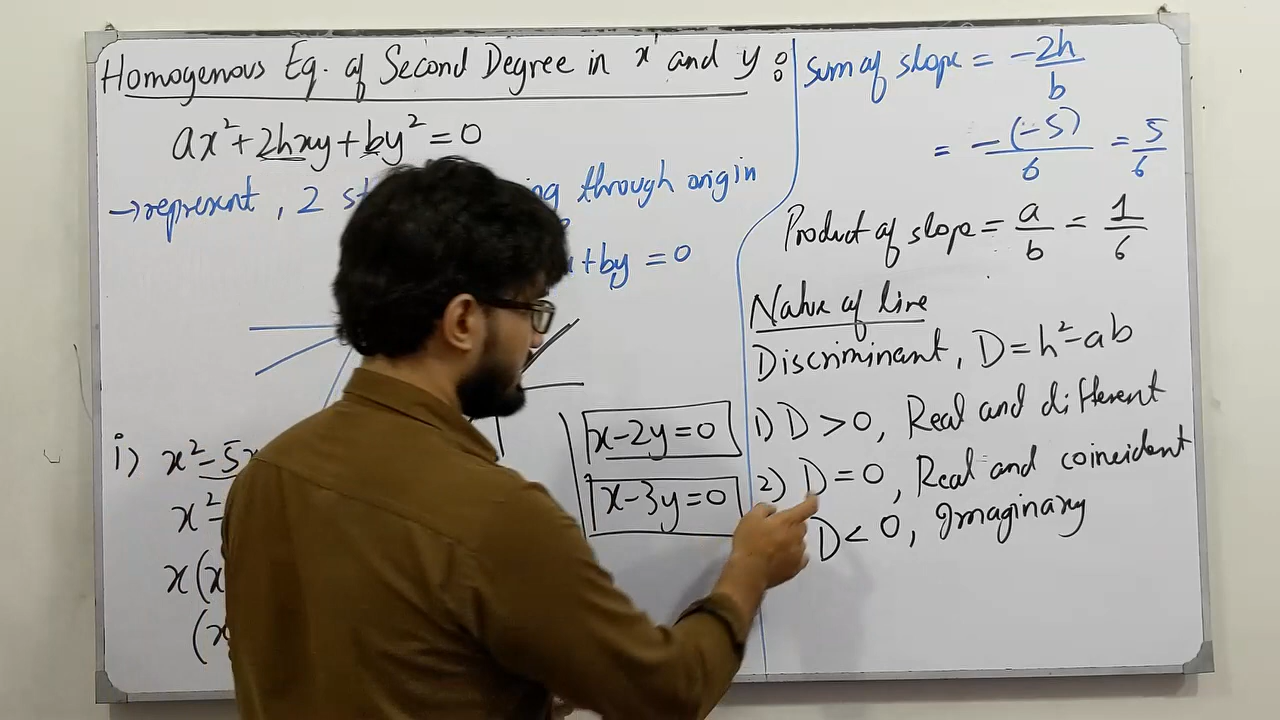 Homogenous Eq. of Second Degree in x and y :
ax² + 2hxy + by² = 0
→ represent, 2 st through origin
+by = 0
i) x² - 5
x² -
x(x
(x
x-2y=0
x-3y=0
Sum of slope = -2h/b
= -(-5)/6 = 5/6
Product of slope = a/b = 1/6
Nature of line
Discriminant, D = h² - ab
1) D > 0, Real and different
2) D = 0, Real and coincident
D < 0, Imaginary